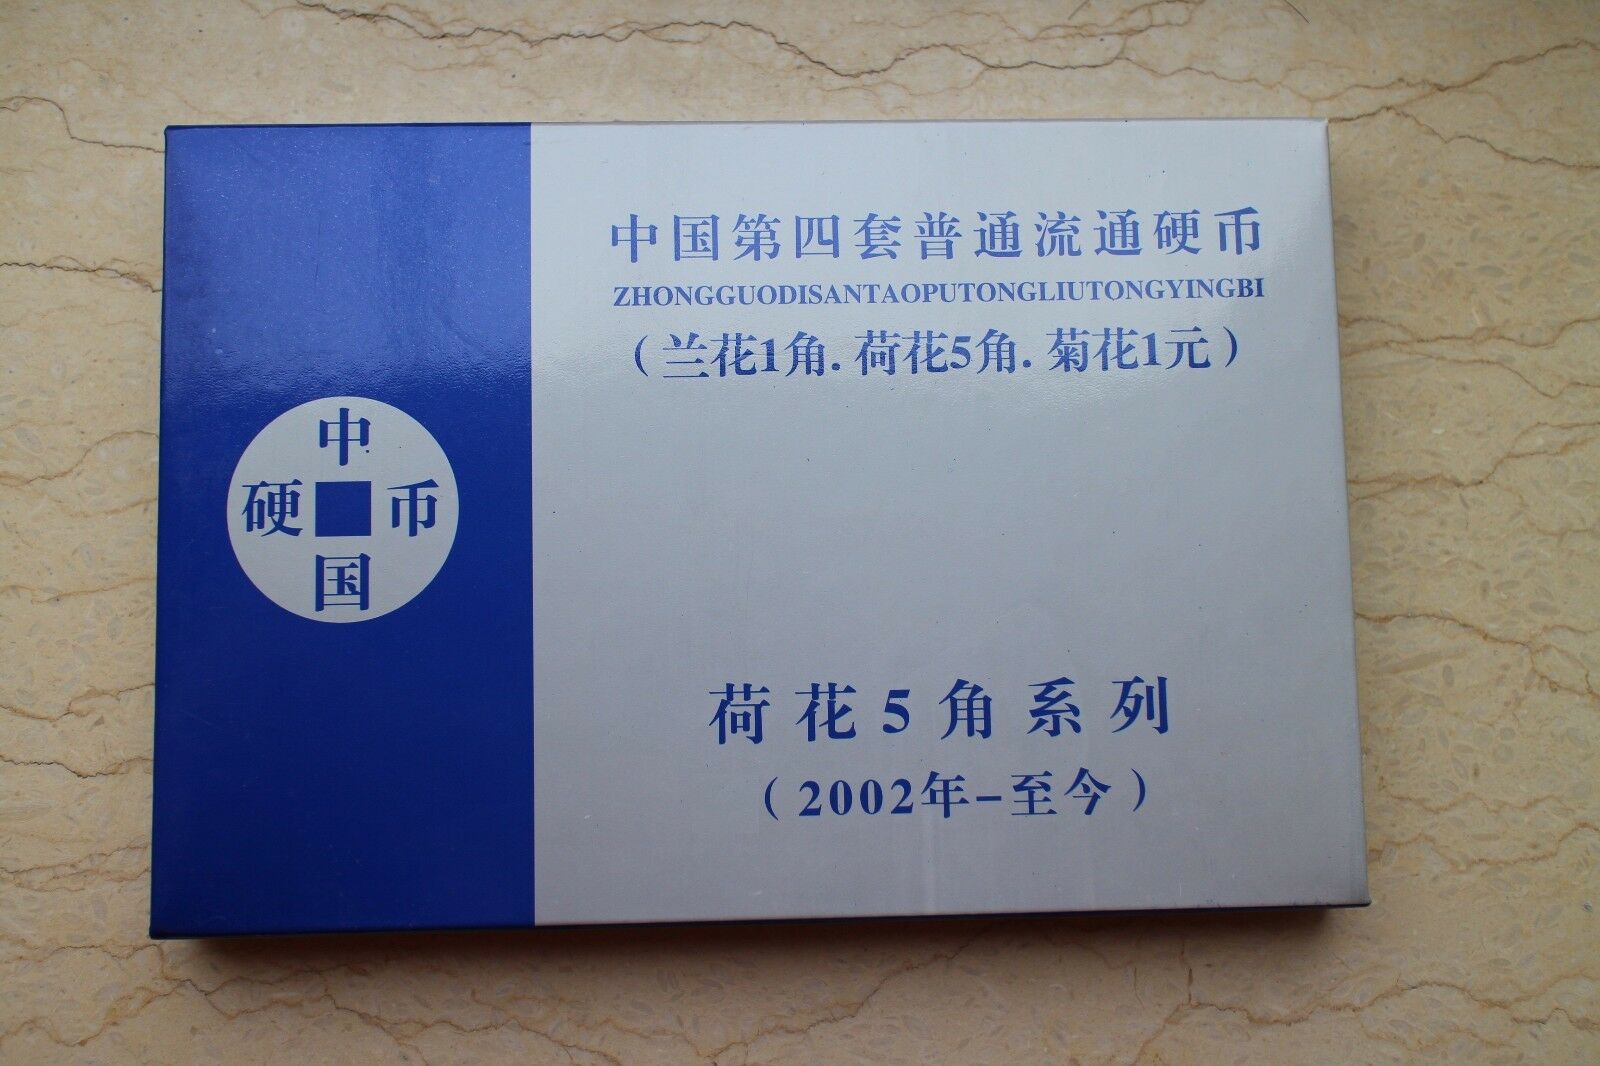 中国第四套普通流通硬币
ZHONGGUODISANTAOPUTONGLIUTONGYINGBI
（兰花1角.荷花5角.菊花1元）
中
硬 币
国
荷花5角系列
（2002年–至今）